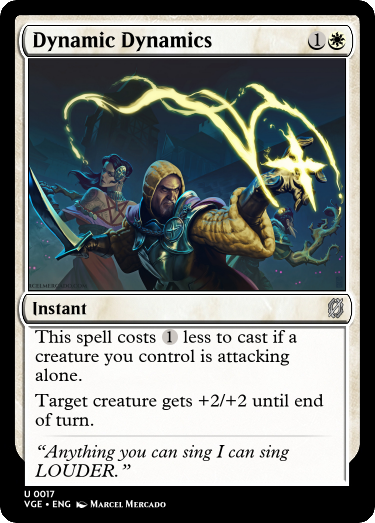 Dynamic Dynamics 1
Instant
This spell costs 1 less to cast if a
creature you control is attacking
alone.
Target creature gets +2/+2 until end
of turn.
“Anything you can sing I can sing
LOUDER.”
U 0017
VGE • ENG Marcel Mercado